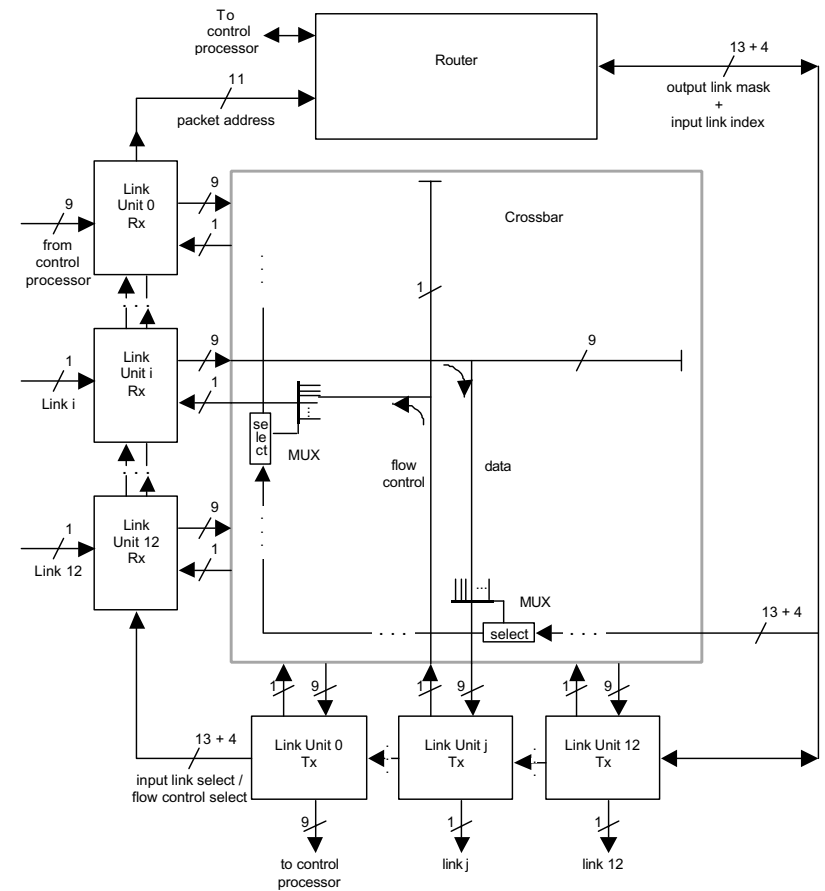 To
control
processor
Router
13 + 4
output link mask
+
input link index
11
packet address
Link
Unit 0
Rx
9
from
control
processor
9
1
Crossbar
1
. . .
Link
Unit i
Rx
1
Link i
9
1
9
se
le
ct
MUX
flow
control
data
. . .
Link
Unit 12
Rx
1
Link 12
9
1
MUX
select
13 + 4
1
9
1
9
1
9
Link Unit 0
Tx
Link Unit j
Tx
Link Unit 12
Tx
13 + 4
input link select /
flow control select
9
to control
processor
1
link j
1
link 12